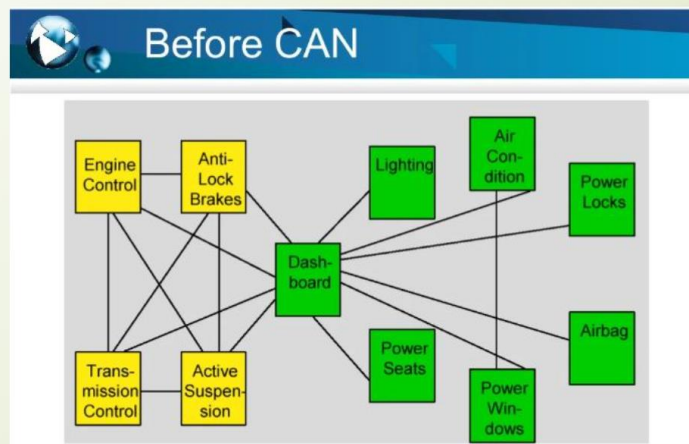 Before CAN
Engine
Control
Anti-
Lock
Brakes
Lighting
Air
Con-
dition
Power
Locks
Dash-
board
Trans-
mission
Control
Active
Suspen-
sion
Power
Seats
Power
Win-
dows
Airbag